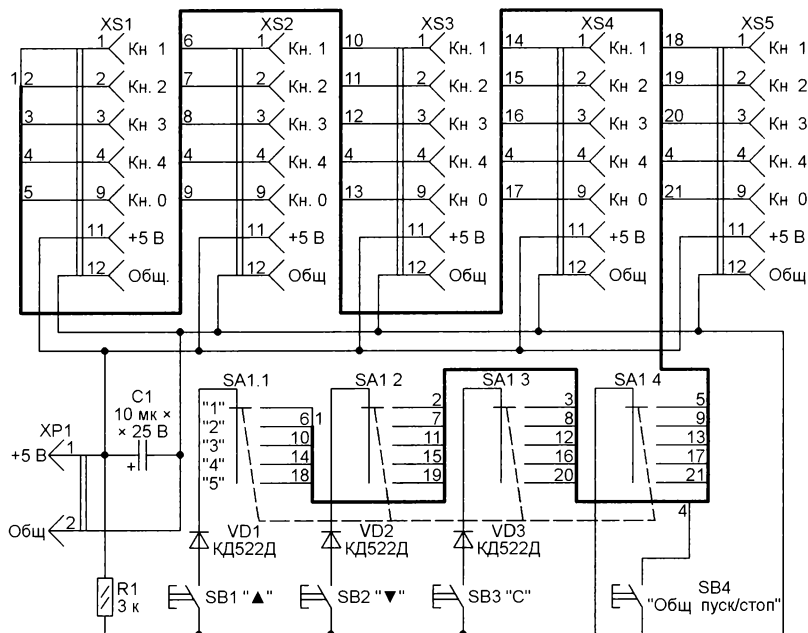 XS1 XS2 XS3 XS4 XS5
1 Кн 1 6 1 Кн. 1 10 1 Кн 1 14 1 Кн. 1 18 1 Кн 1
1 2 2 Кн. 2 7 2 Кн. 2 11 2 Кн. 2 15 2 Кн. 2 19 2 Кн 2
3 3 Кн 3 8 3 Кн. 3 12 3 Кн 3 16 3 Кн 3 20 3 Кн 3
4 4 Кн. 4 4 4 Кн. 4 4 4 Кн. 4 4 4 Кн 4 4 4 Кн 4
5 9 Кн. 0 9 9 Кн. 0 13 9 Кн 0 17 9 Кн 0 21 9 Кн 0
11 +5 В 11 +5 В 11 +5 В 11 +5 В 11 +5 В
12 Общ. 12 Общ 12 Общ 12 Общ 12 Общ
SA1.1 SA1 2 SA1 3 SA1 4
"1" 1 2 3 5
"2" 6 7 8 9
"3" 10 11 12 13
"4" 14 15 16 17
"5" 18 19 20 21
4
C1
10 мк ×
× 25 В
+
XP1
+5 В 1
Общ 2
VD1
КД522Д
VD2
КД522Д
VD3
КД522Д
R1
3 к
SB1 "▲"
SB2 "▼"
SB3 "С"
SB4
"Общ пуск/стоп"